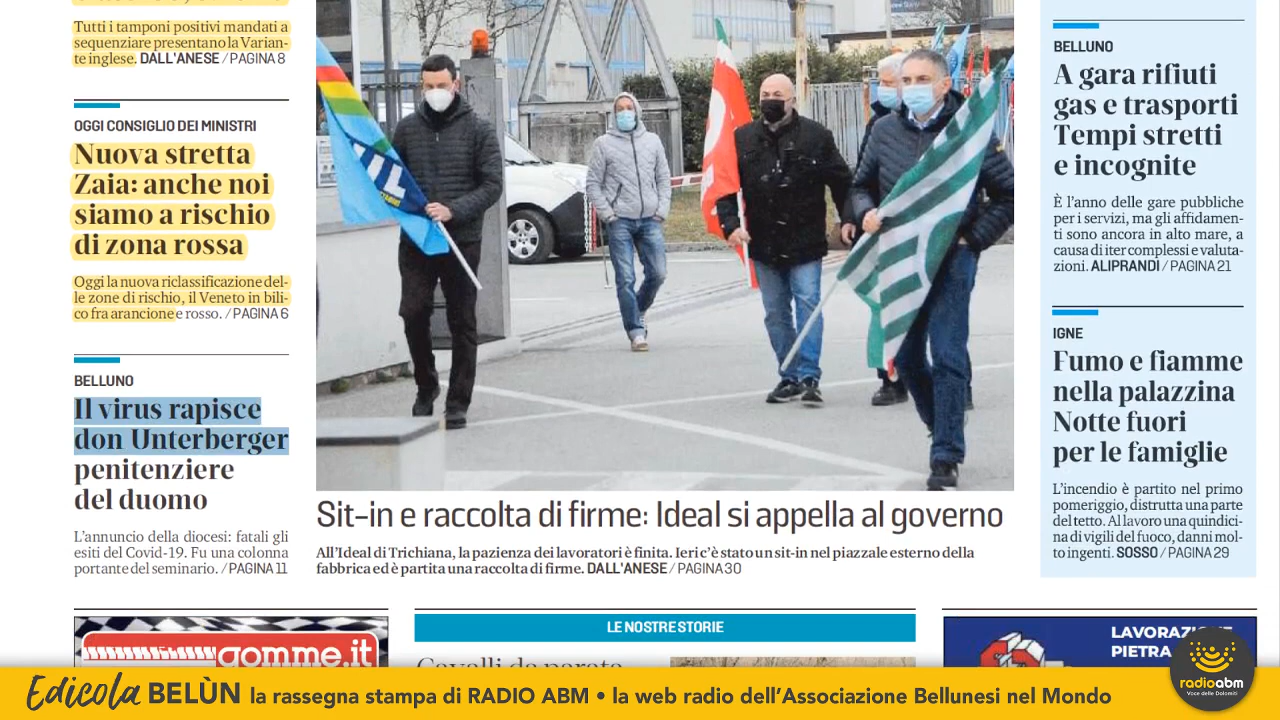 Tutti i tamponi positivi mandati a
sequenziare presentano la Varian-
te inglese. DALL'ANESE / PAGINA 8
OGGI CONSIGLIO DEI MINISTRI
Nuova stretta
Zaia: anche noi
siamo a rischio
di zona rossa
Oggi la nuova riclassificazione del-
le zone di rischio, il Veneto in bili-
co fra arancione e rosso. / PAGINA 6
BELLUNO
Il virus rapisce
don Unterberger
penitenziere
del duomo
L'annuncio della diocesi: fatali gli
esiti del Covid-19. Fu una colonna
portante del seminario. / PAGINA 11
Sit-in e raccolta di firme: Ideal si appella al governo
All'Ideal di Trichiana, la pazienza dei lavoratori è finita. Ieri c'è stato un sit-in nel piazzale esterno della
fabbrica ed è partita una raccolta di firme. DALL'ANESE / PAGINA 30
BELLUNO
A gara rifiuti
gas e trasporti
Tempi stretti
e incognite
È l'anno delle gare pubbliche
per i servizi, ma gli affidamen-
ti sono ancora in alto mare, a
causa di iter complessi e valuta-
zioni. ALIPRANDI / PAGINA 21
IGNE
Fumo e fiamme
nella palazzina
Notte fuori
per le famiglie
L'incendio è partito nel primo
pomeriggio, distrutta una parte
del tetto. Al lavoro una quindici-
na di vigili del fuoco, danni mol-
to ingenti. SOSSO / PAGINA 29
gomme.it
LE NOSTRE STORIE
Cavalli da parata
LAVORAZIONE
PIETRA
Edicola BELÙN la rassegna stampa di RADIO ABM • la web radio dell'Associazione Bellunesi nel Mondo
radioabm
Voce delle Dolomiti